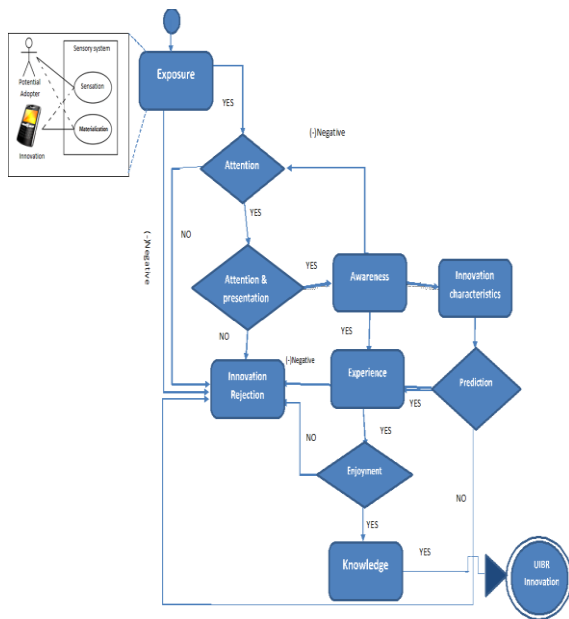 Sensory system
Potential
Adopter
Sensation
Materialization
Innovation
Exposure
YES
(-)Negative
Attention
YES
NO
(-)Negative
Attention &
presentation
YES
Awareness
Innovation
characteristics
NO
YES
(-)Negative
Innovation
Rejection
Experience
Prediction
YES
YES
NO
Enjoyment
NO
YES
Knowledge
YES
UIBR
Innovation